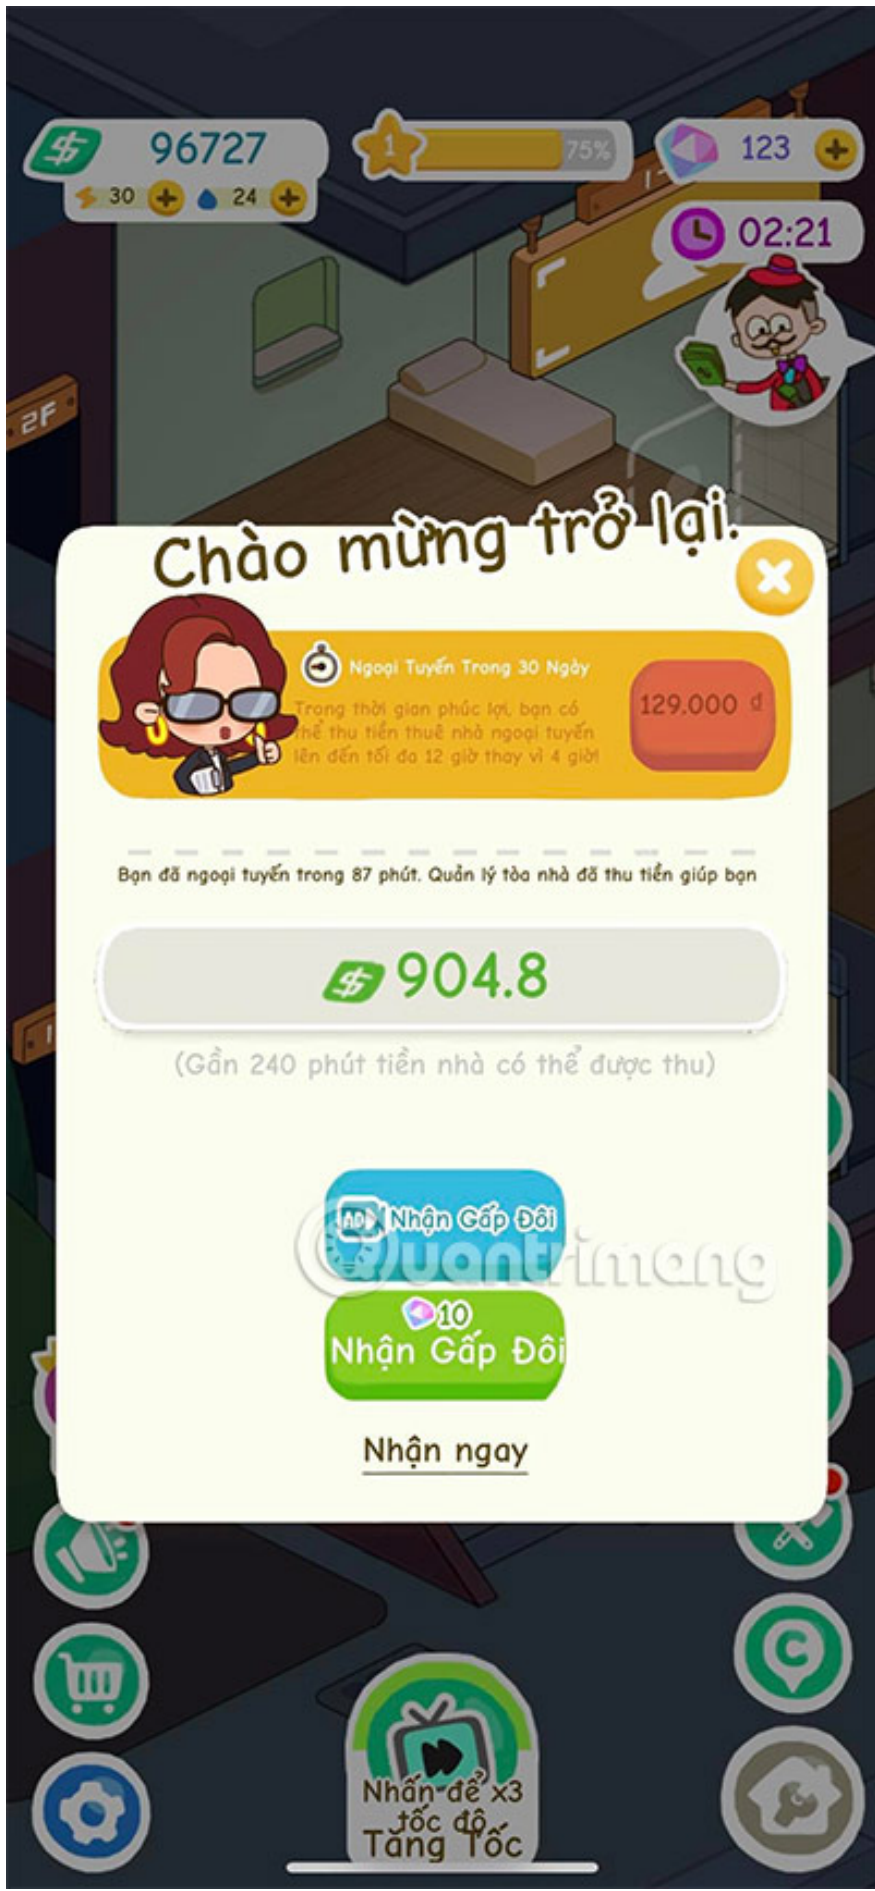 96727
1
75%
123
30
24
02:21
2F
Chào mừng trở lại.
Ngoại Tuyến Trong 30 Ngày
129.000 ₫
Trong thời gian phúc lợi, bạn có
thể thu tiền thuê nhà ngoại tuyến
lên đến tối đa 12 giờ thay vì 4 giờ!
Bạn đã ngoại tuyến trong 87 phút. Quản lý tòa nhà đã thu tiền giúp bạn
904.8
(Gần 240 phút tiền nhà có thể được thu)
AD Nhận Gấp Đôi
Quantrimang
10
Nhận Gấp Đôi
Nhận ngay
C
Nhấn để x3
tốc độ
Tăng Tốc